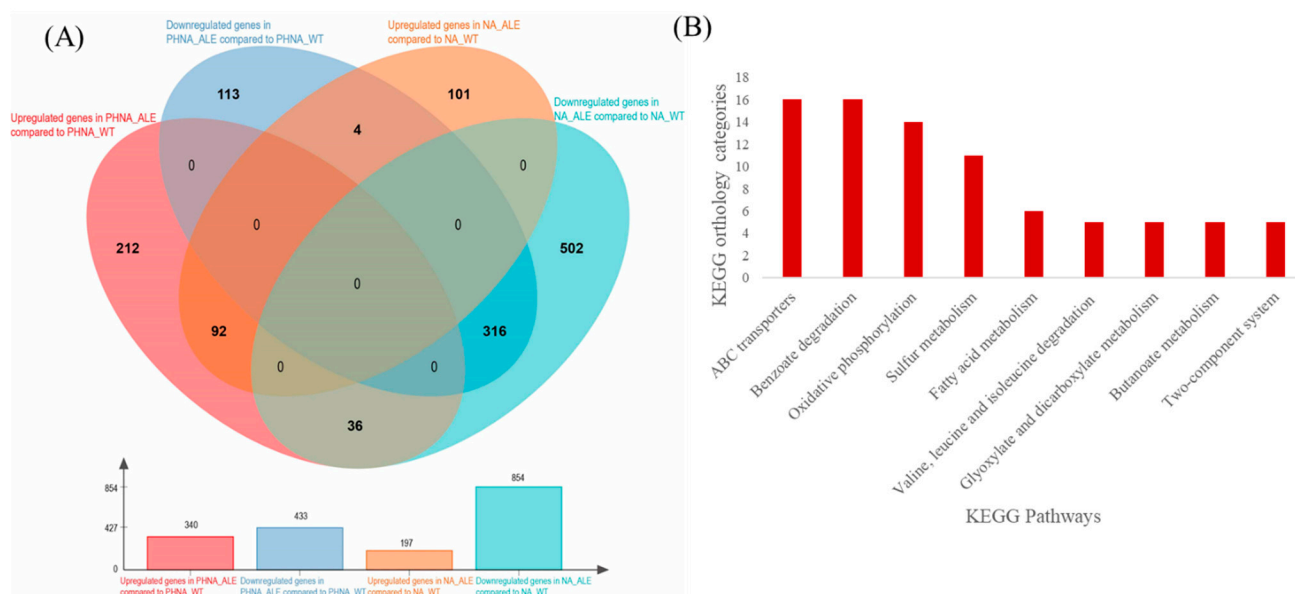 (A)
Downregulated genes in
PHNA_ALE compared to PHNA_WT
Upregulated genes in NA_ALE
compared to NA_WT
Upregulated genes in PHNA_ALE
compared to PHNA_WT
Downregulated genes in
NA_ALE compared to NA_WT
113
101
4
0
0
212
0
0
502
0
92
316
0
0
36
854
427
0
340
433
197
854
Upregulated genes in PHNA_ALE
compared to PHNA_WT
Downregulated genes in
PHNA_ALE compared to PHNA_WT
Upregulated genes in NA_ALE
compared to NA_WT
Downregulated genes in NA_ALE
compared to NA_WT
(B)
KEGG orthology categories
18
16
14
12
10
8
6
4
2
0
ABC transporters
Benzoate degradation
Oxidative phosphorylation
Sulfur metabolism
Fatty acid metabolism
Valine, leucine and isoleucine degradation
Glyoxylate and dicarboxylate metabolism
Butanoate metabolism
Two-component system
KEGG Pathways